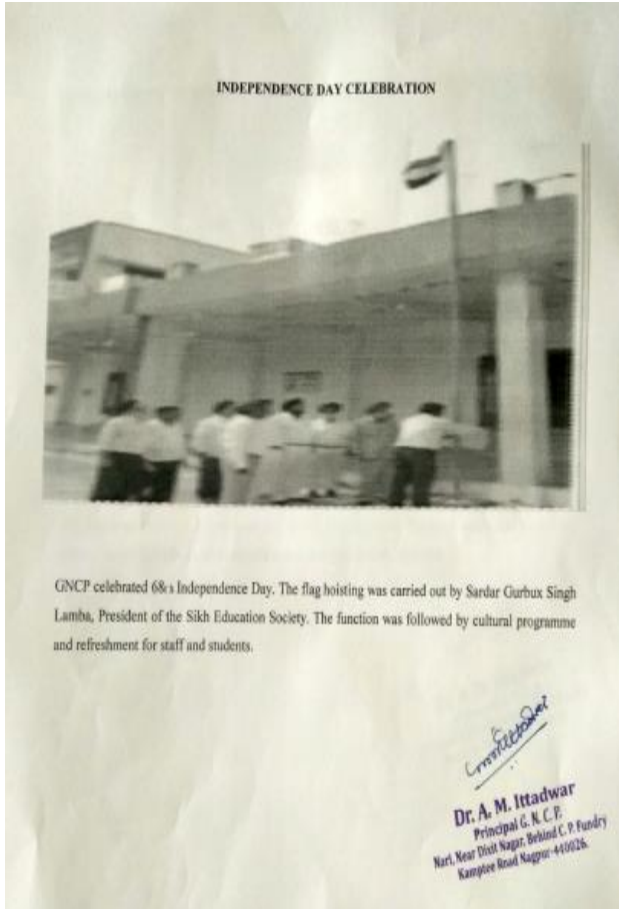 INDEPENDENCE DAY CELEBRATION
GNCP celebrated 6&s Independence Day. The flag hoisting was carried out by Sardar Gurbux Singh
Lamba, President of the Sikh Education Society. The function was followed by cultural programme
and refreshment for staff and students.
Dr. A. M. Ittadwar
Principal G. N. C. P.
Nari, Near Dixit Nagar, Behind C. P. Fundry
Kamptee Road Nagpur-440026.